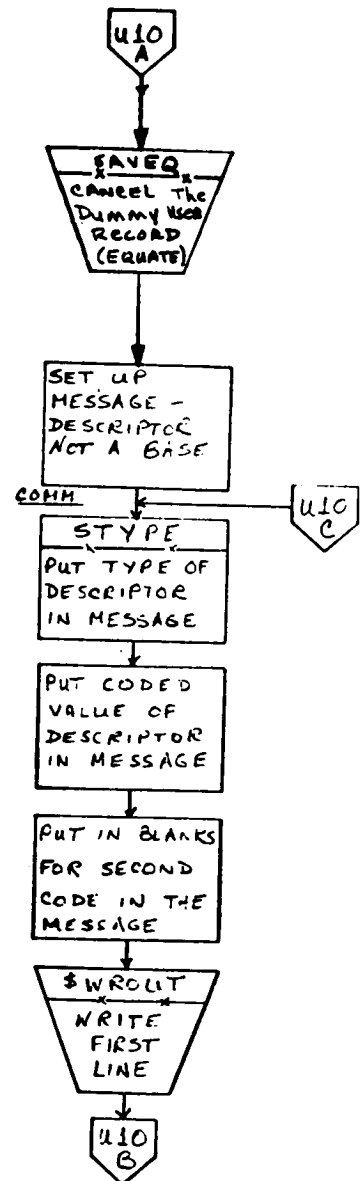 U10
A
$AVEQ
CANCEL The
Dummy User
RECORD
(EQUATE)
SET UP
MESSAGE -
DESCRIPTOR
NOT A BASE
COMM
U10
C
STYPE
PUT TYPE OF
DESCRIPTOR
IN MESSAGE
PUT CODED
VALUE OF
DESCRIPTOR
IN MESSAGE
PUT IN BLANKS
FOR SECOND
CODE IN THE
MESSAGE
$WROUT
WRITE
FIRST
LINE
U10
B